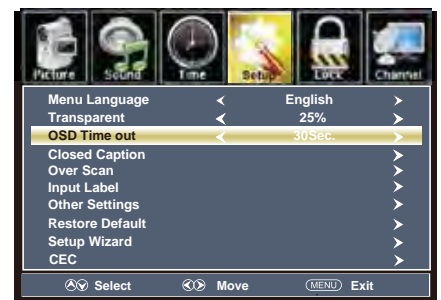 Picture Sound Time Setup Lock Channel
Menu Language English
Transparent 25%
OSD Time out 30Sec.
Closed Caption
Over Scan
Input Label
Other Settings
Restore Default
Setup Wizard
CEC
Select Move MENU Exit